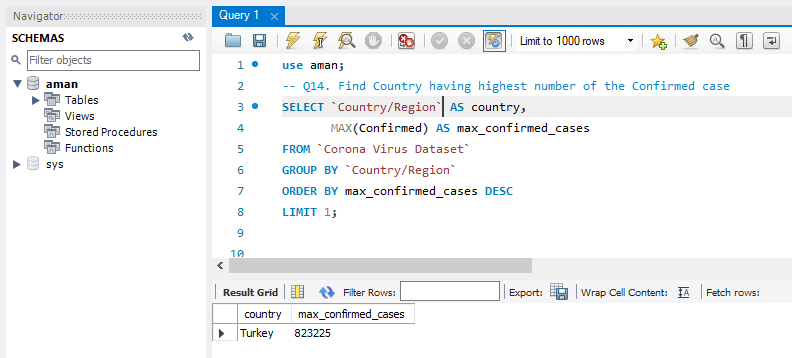 Navigator
SCHEMAS
Filter objects
aman
Tables
Views
Stored Procedures
Functions
sys
Query 1
Limit to 1000 rows
1 use aman;
2 -- Q14. Find Country having highest number of the Confirmed case
3 SELECT `Country/Region` AS country,
4 MAX(Confirmed) AS max_confirmed_cases
5 FROM `Corona Virus Dataset`
6 GROUP BY `Country/Region`
7 ORDER BY max_confirmed_cases DESC
8 LIMIT 1;
9
10
Result Grid Filter Rows: Export: Wrap Cell Content: Fetch rows:
country max_confirmed_cases
Turkey 823225